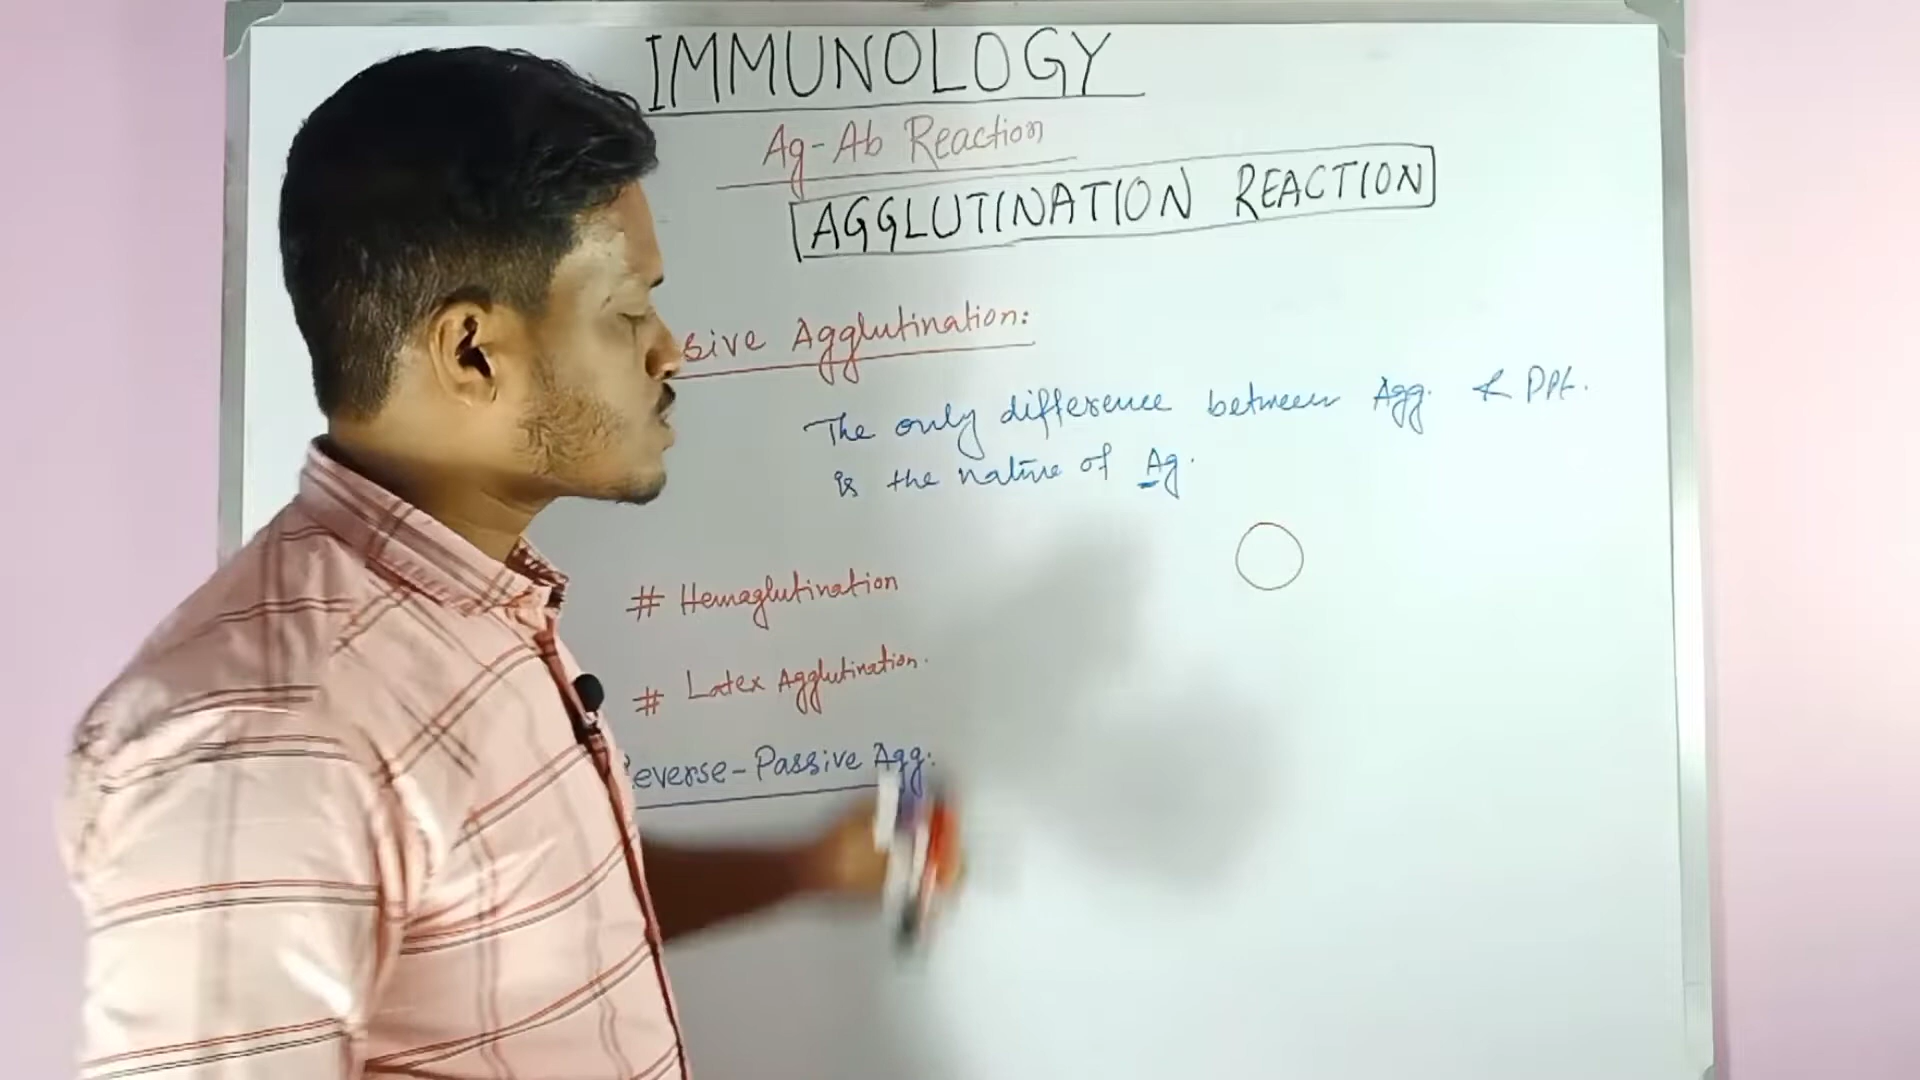 IMMUNOLOGY
Ag-Ab Reaction
AGGLUTINATION REACTION
sive Agglutination:
The only difference between Agg. & PPt.
is the nature of Ag.
# Hemaglutination
# Latex Agglutination.
everse-Passive Agg.